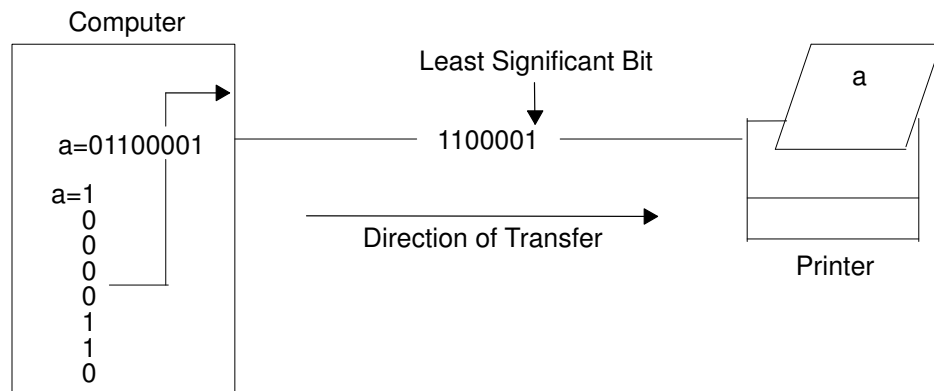 Computer
Least Significant Bit
a
a=01100001
1100001
a=1
0
0
0
0
1
1
0
Direction of Transfer
Printer